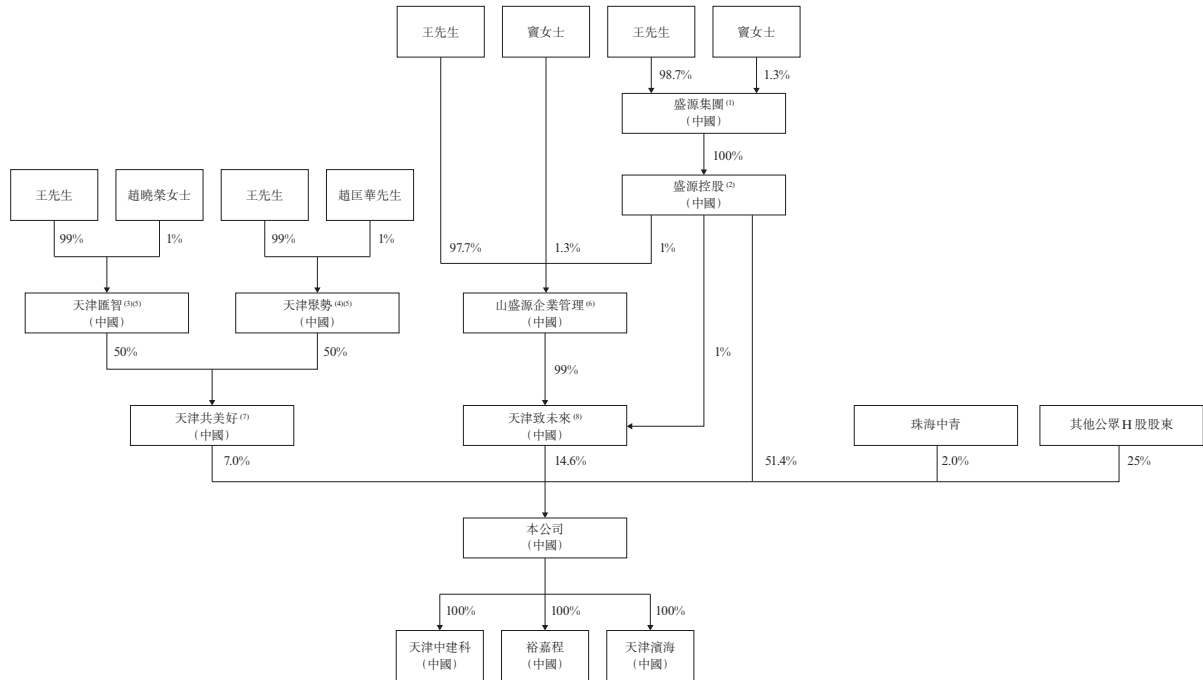 王先生
竇女士
王先生
竇女士
98.7%
1.3%
盛源集團(1)
(中國)
100%
盛源控股(2)
(中國)
王先生
趙曉榮女士
王先生
趙匡華先生
99%
1%
99%
1%
97.7%
1.3%
1%
天津匯智(3)(5)
(中國)
天津聚勢(4)(5)
(中國)
山盛源企業管理(6)
(中國)
50%
50%
99%
1%
天津共美好(7)
(中國)
天津致未來(8)
(中國)
珠海中青
其他公眾H股股東
7.0%
14.6%
51.4%
2.0%
25%
本公司
(中國)
100%
100%
100%
天津中建科
(中國)
裕嘉程
(中國)
天津濱海
(中國)